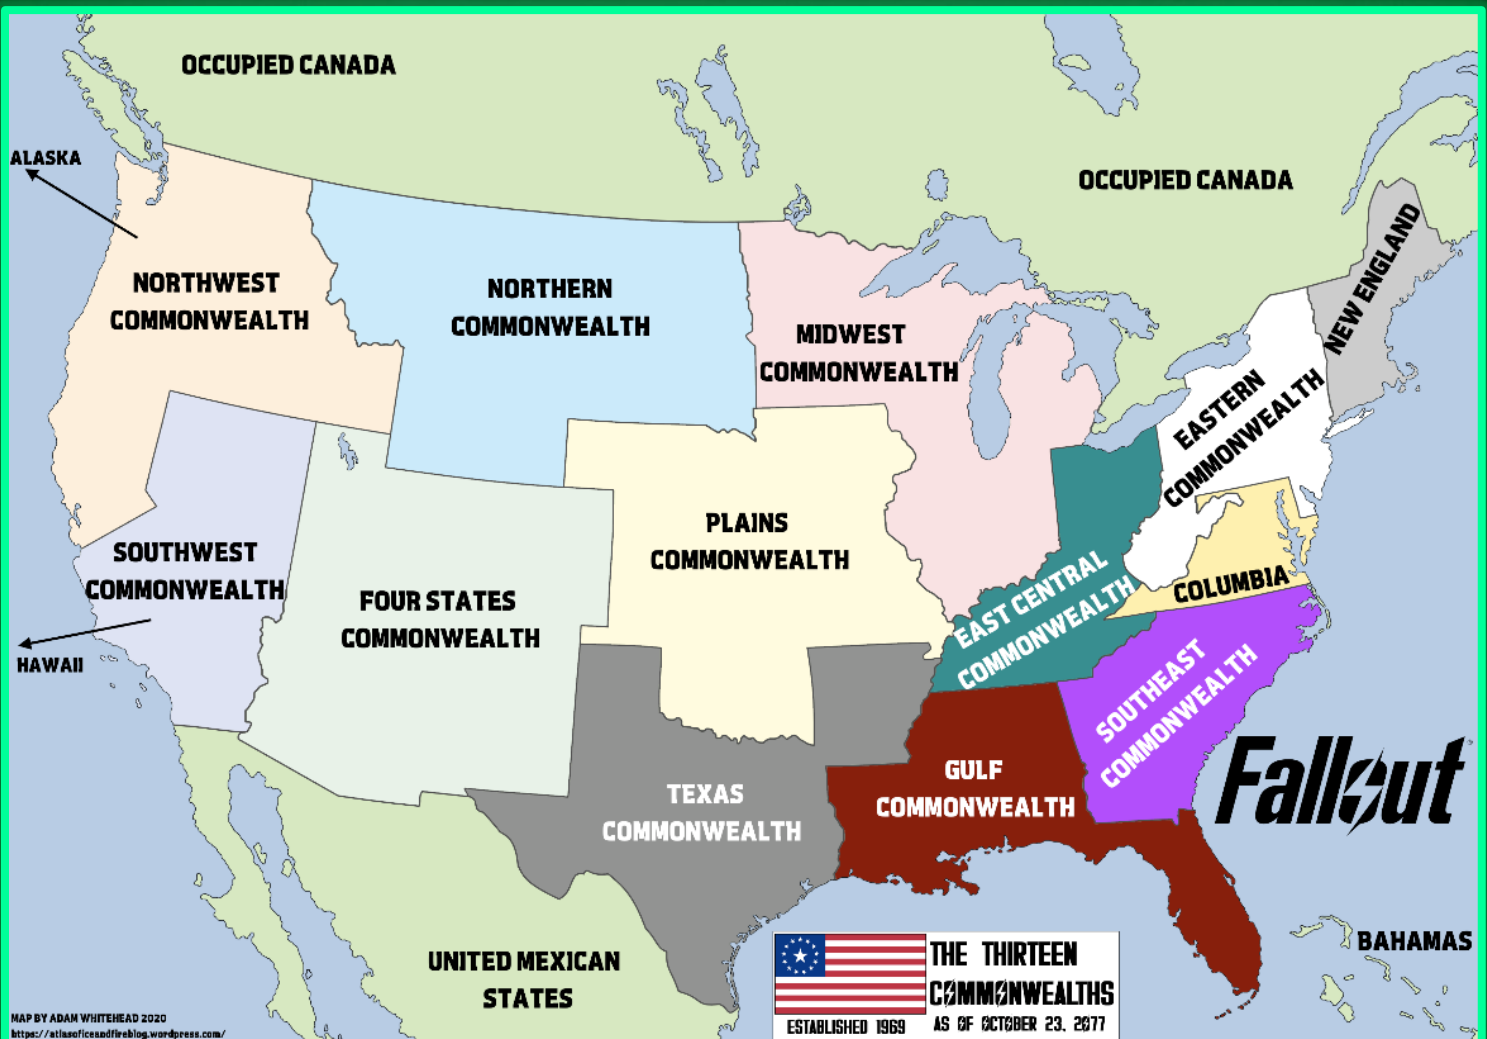 OCCUPIED CANADA
ALASKA
OCCUPIED CANADA
NEW ENGLAND
NORTHWEST
COMMONWEALTH
NORTHERN
COMMONWEALTH
MIDWEST
COMMONWEALTH
EASTERN
COMMONWEALTH
SOUTHWEST
COMMONWEALTH
HAWAII
FOUR STATES
COMMONWEALTH
PLAINS
COMMONWEALTH
EAST CENTRAL
COMMONWEALTH
COLUMBIA
SOUTHEAST
COMMONWEALTH
TEXAS
COMMONWEALTH
GULF
COMMONWEALTH
Fallout
UNITED MEXICAN
STATES
BAHAMAS
THE THIRTEEN
COMMONWEALTHS
ESTABLISHED 1969
AS OF OCTOBER 23, 2077
MAP BY ADAM WHITEHEAD 2020
https://atlasoficeandfireblog.wordpress.com/